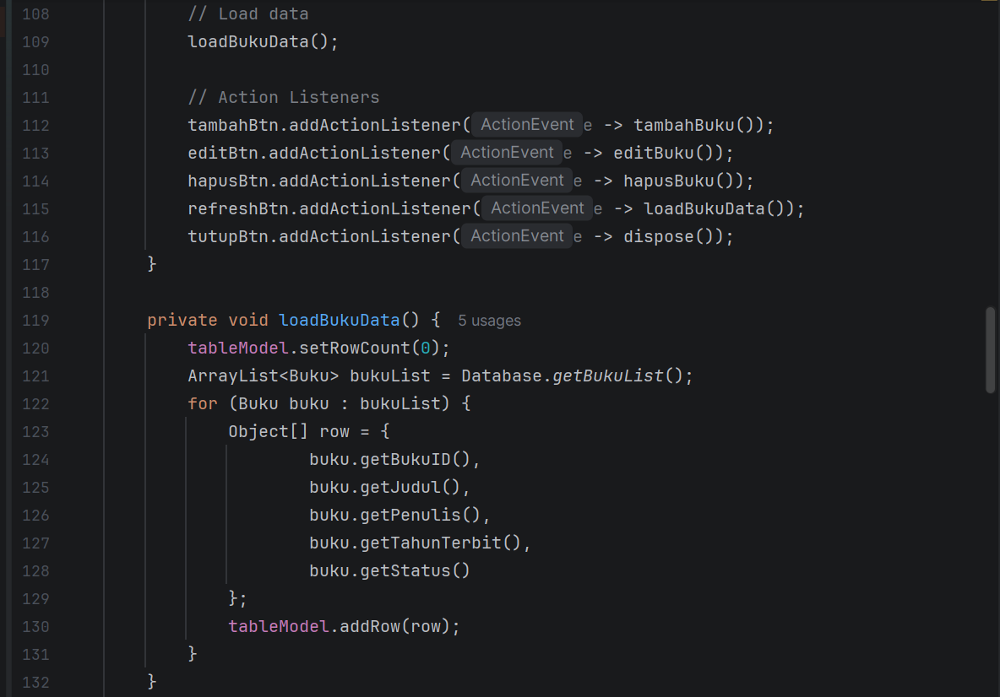 108 // Load data
109 loadBukuData();
110
111 // Action Listeners
112 tambahBtn.addActionListener( ActionEvent e -> tambahBuku());
113 editBtn.addActionListener( ActionEvent e -> editBuku());
114 hapusBtn.addActionListener( ActionEvent e -> hapusBuku());
115 refreshBtn.addActionListener( ActionEvent e -> loadBukuData());
116 tutupBtn.addActionListener( ActionEvent e -> dispose());
117 }
118
119 private void loadBukuData() { 5 usages
120 tableModel.setRowCount(0);
121 ArrayList<Buku> bukuList = Database.getBukuList();
122 for (Buku buku : bukuList) {
123 Object[] row = {
124 buku.getBukuID(),
125 buku.getJudul(),
126 buku.getPenulis(),
127 buku.getTahunTerbit(),
128 buku.getStatus()
129 };
130 tableModel.addRow(row);
131 }
132 }